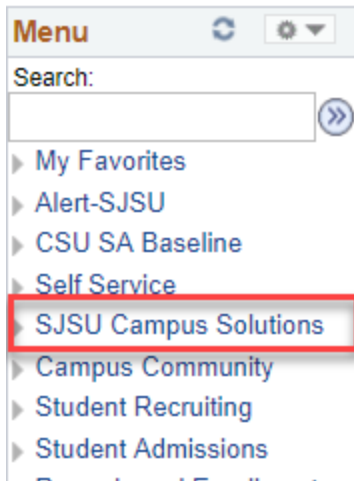 Menu
Search:
My Favorites
Alert-SJSU
CSU SA Baseline
Self Service
SJSU Campus Solutions
Campus Community
Student Recruiting
Student Admissions